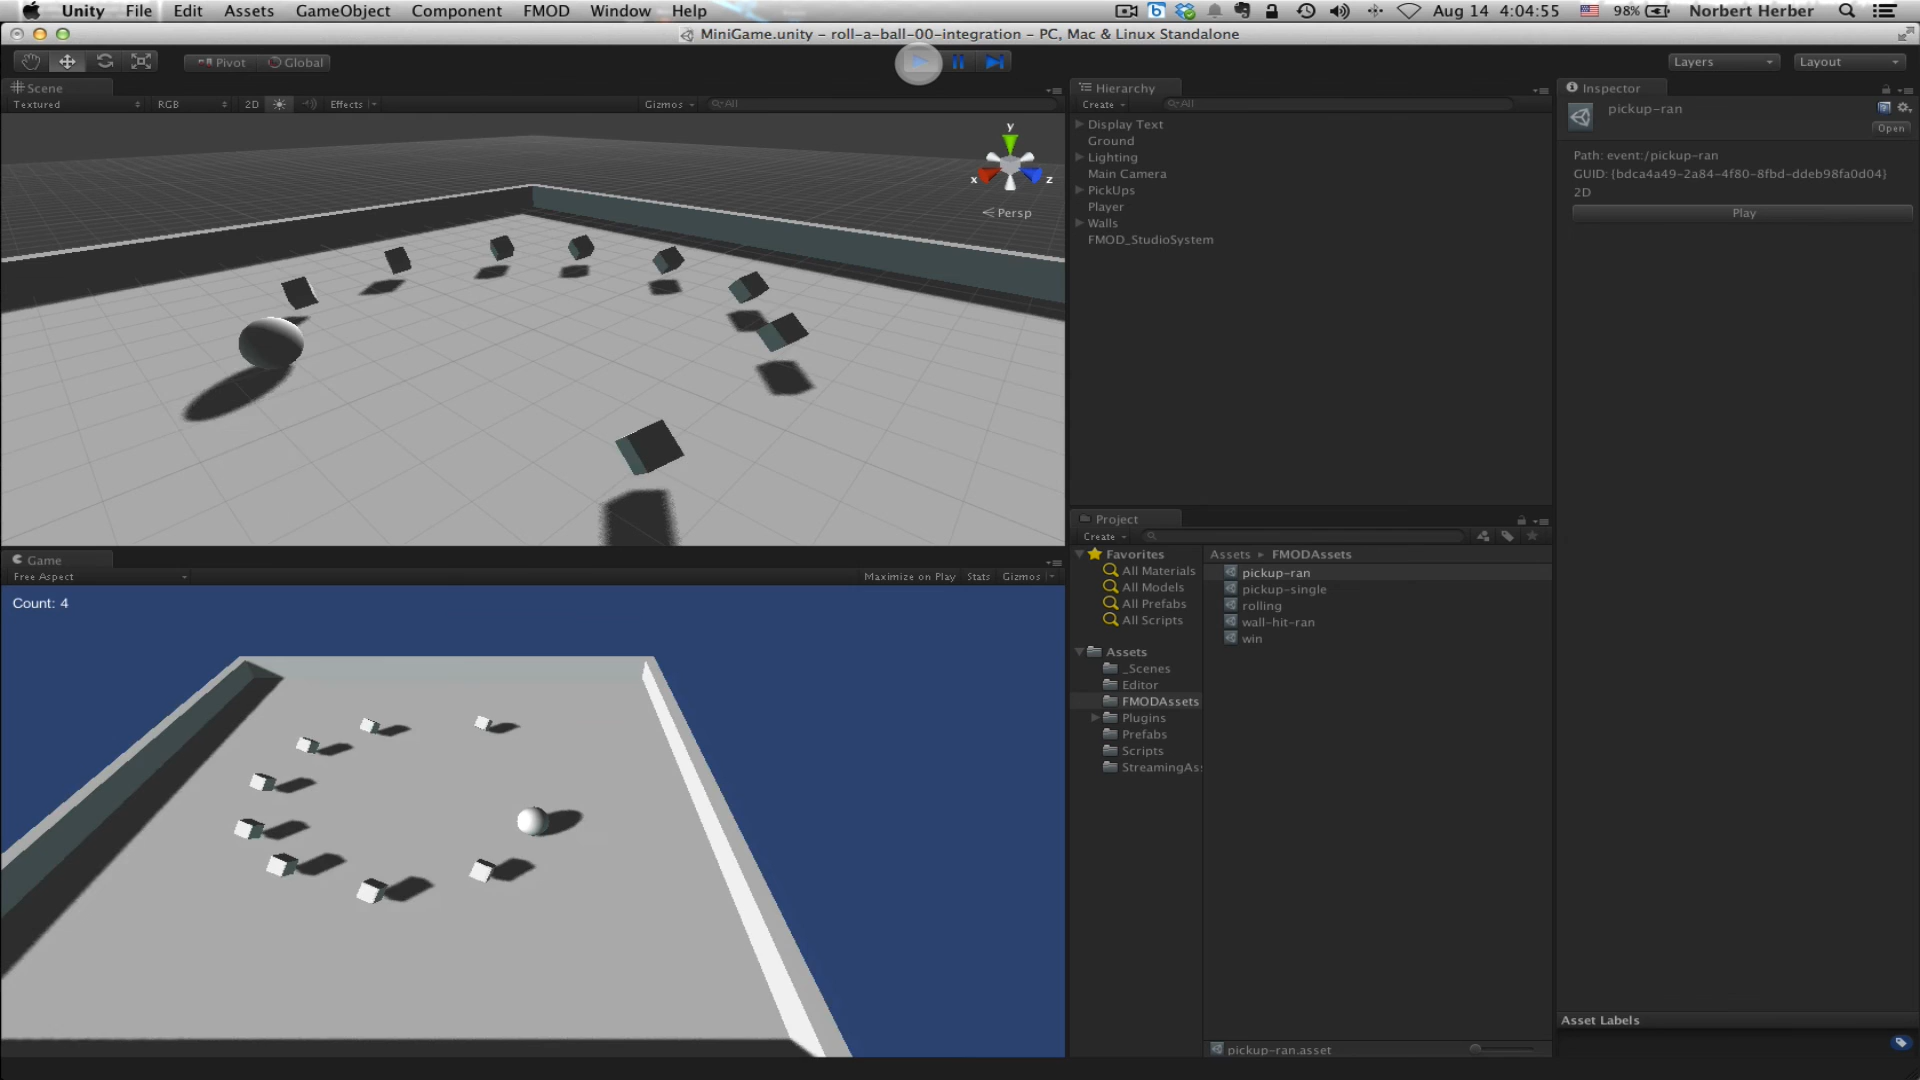 Unity File Edit Assets GameObject Component FMOD Window Help Aug 14 4:04:55 98% Norbert Herber
MiniGame.unity – roll-a-ball-00-integration – PC, Mac & Linux Standalone
Pivot Global Layers Layout
Scene
Textured RGB 2D Effects Gizmos All
y
x
z
Persp
Game
Free Aspect Maximize on Play Stats Gizmos
Count: 4
Hierarchy
Create All
Display Text
Ground
Lighting
Main Camera
PickUps
Player
Walls
FMOD_StudioSystem
Project
Create
Favorites
All Materials
All Models
All Prefabs
All Scripts
Assets
_Scenes
Editor
FMODAssets
Plugins
Prefabs
Scripts
StreamingAss
Assets FMODAssets
pickup-ran
pickup-single
rolling
wall-hit-ran
win
pickup-ran.asset
Inspector
pickup-ran
Open
Path: event:/pickup-ran
GUID: {bdca4a49-2a84-4f80-8fbd-ddeb98fa0d04}
2D
Play
Asset Labels